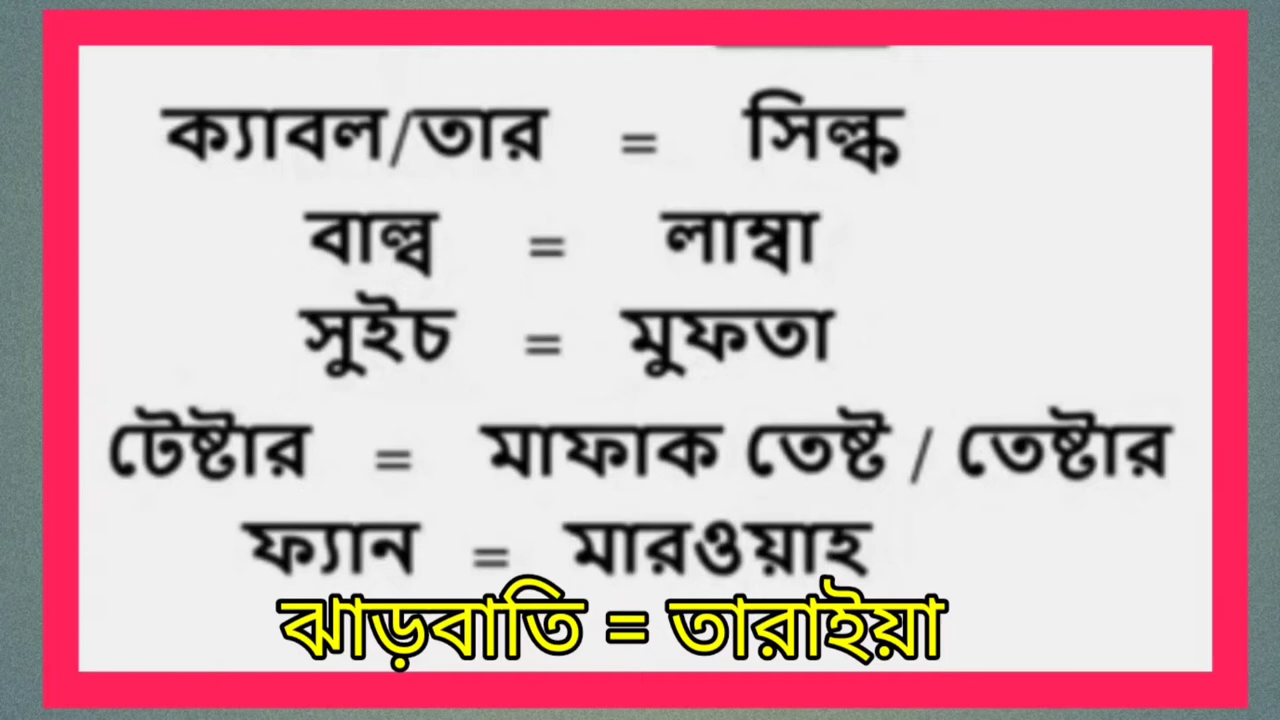 ক্যাবল/তার = সিল্ক
বাল্ব = লাম্বা
সুইচ = মুফতা
টেষ্টার = মাফাক তেষ্ট / তেষ্টার
ফ্যান = মারওয়াহ
ঝাড়বাতি = তারাইয়া